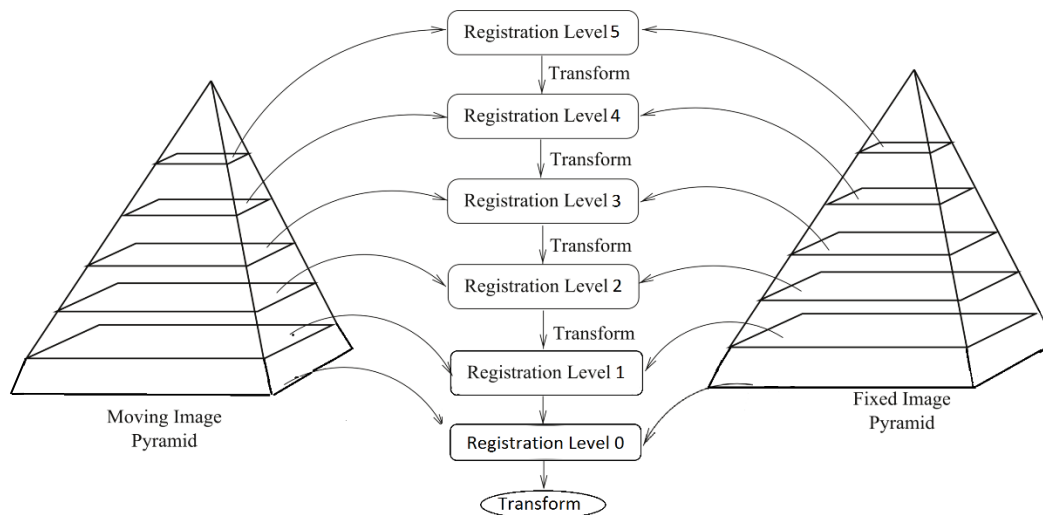 Registration Level 5
Transform
Registration Level 4
Transform
Registration Level 3
Transform
Registration Level 2
Transform
Registration Level 1
Moving Image
Pyramid
Fixed Image
Pyramid
Registration Level 0
Transform